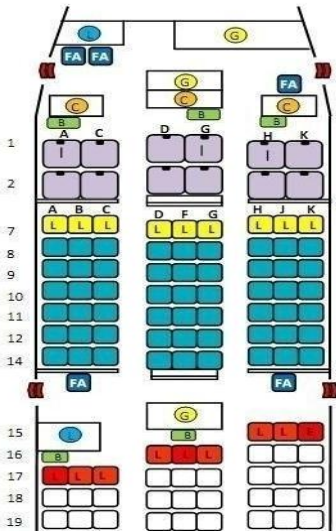 L G
FA FA
G FA
C C C
B B B
A C D G H K
1 I I I
2
A B C D F G H J K
7 L L L L L L L L L
8
9
10
11
12
14
FA FA
15 L G L L E
16 B B L L L
17 L L L
18
19